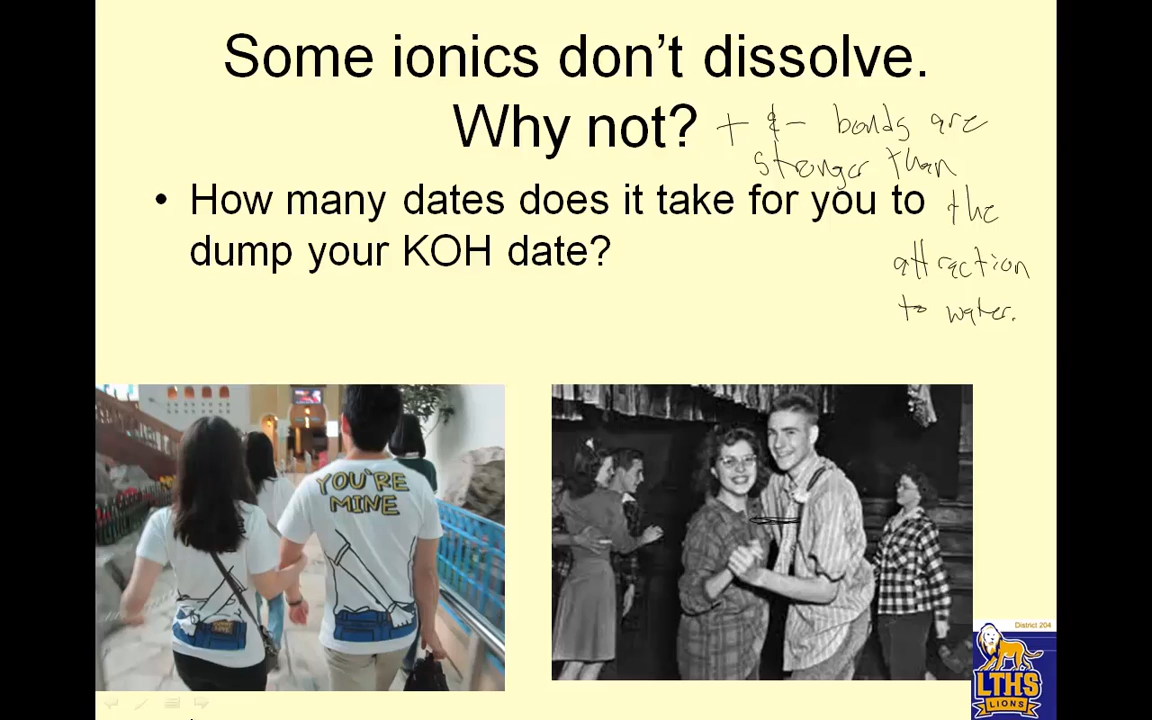 Some ionics don't dissolve.
Why not? + & - bonds are
stronger than
• How many dates does it take for you to the
dump your KOH date?
attraction
to water.
YOU'RE
MINE
District 204
LTHS
LIONS